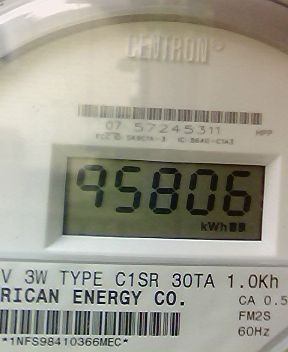 CENTRON®
07 57245311
HPP
95806
kWh
V 3W TYPE C1SR 30TA 1.0Kh
RICAN ENERGY CO.
CA 0.5
FM2S
60Hz
*1NFS98410366MEC*